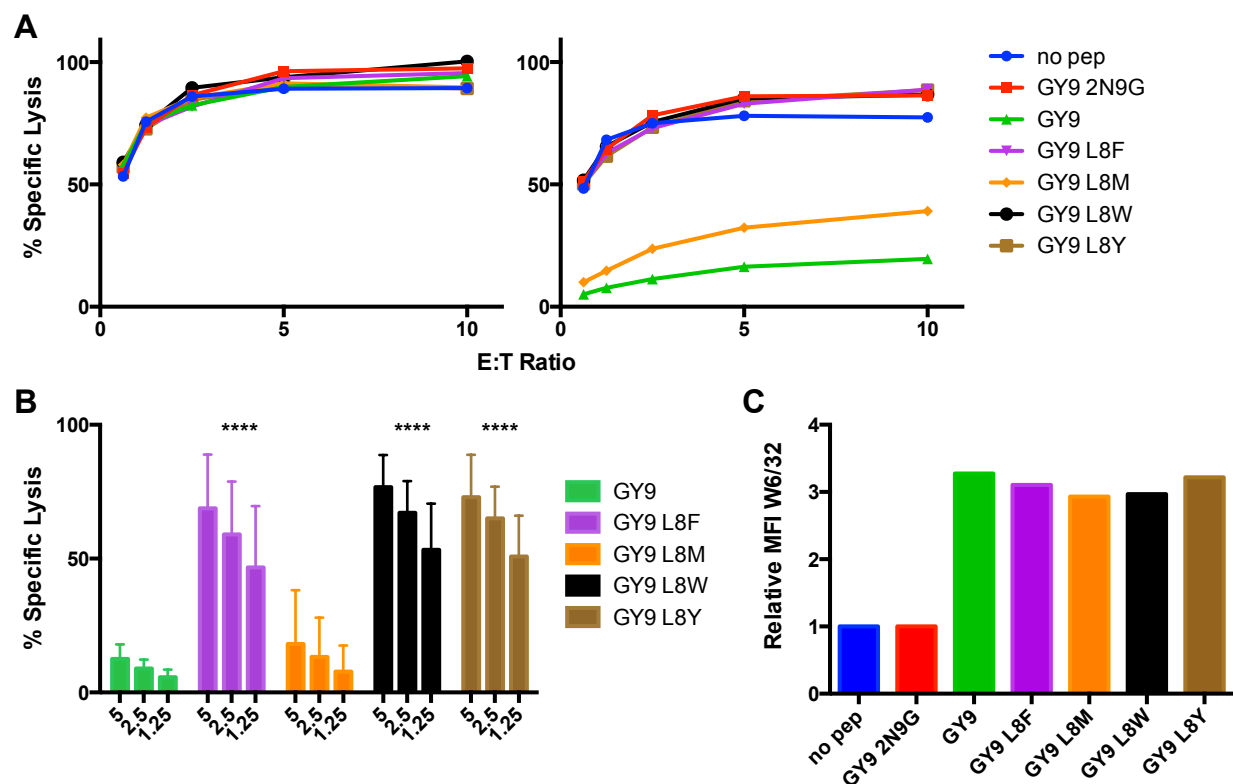 A
% Specific Lysis
100
50
0
0
5
10
100
50
0
0
5
10
E:T Ratio
no pep
GY9 2N9G
GY9
GY9 L8F
GY9 L8M
GY9 L8W
GY9 L8Y
B
% Specific Lysis
100
50
0
**** **** ****
5 2.5 1.25 5 2.5 1.25 5 2.5 1.25 5 2.5 1.25 5 2.5 1.25
GY9
GY9 L8F
GY9 L8M
GY9 L8W
GY9 L8Y
C
Relative MFI W6/32
4
3
2
1
0
no pep
GY9 2N9G
GY9
GY9 L8F
GY9 L8M
GY9 L8W
GY9 L8Y